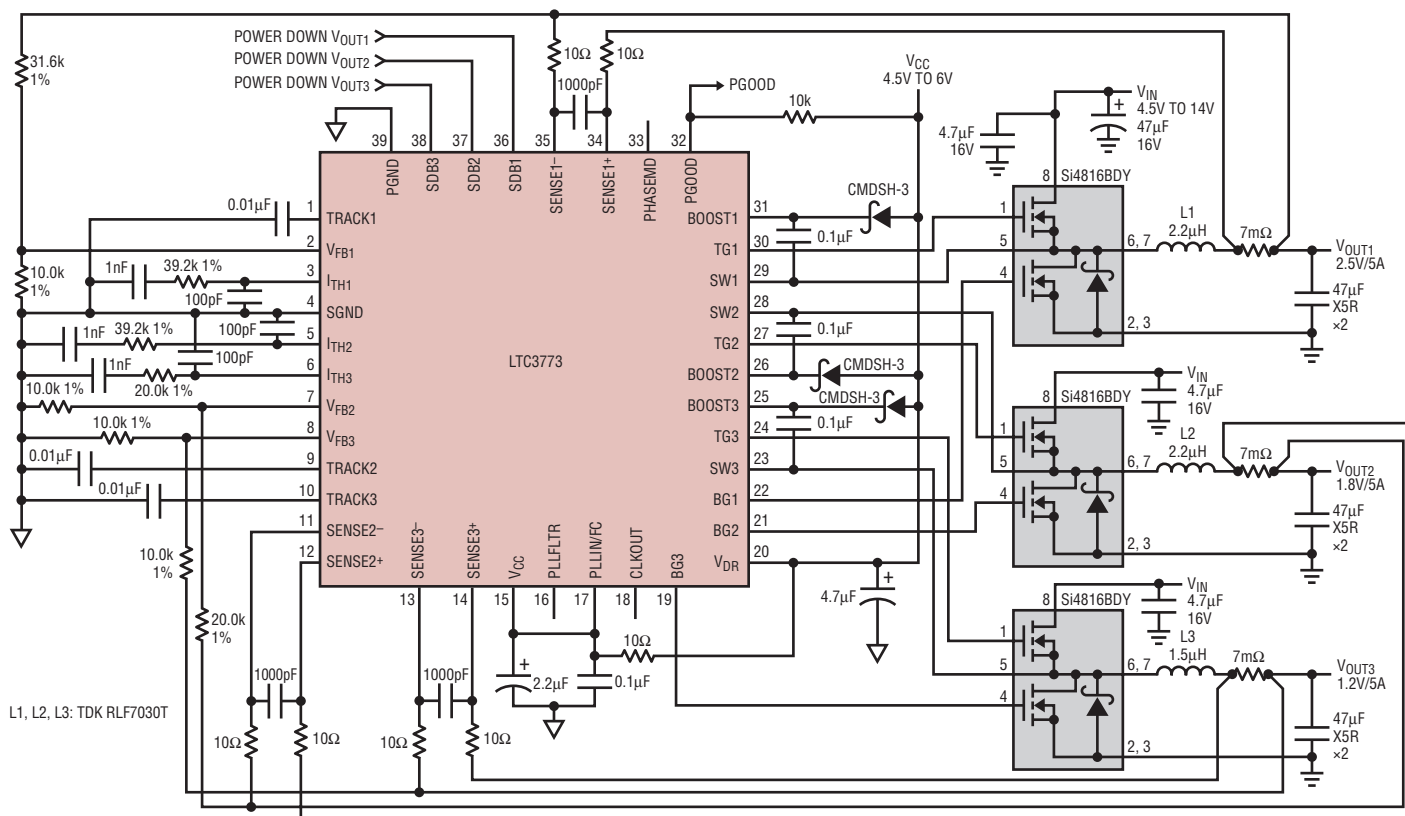 POWER DOWN VOUT1
POWER DOWN VOUT2
POWER DOWN VOUT3
31.6k
1%
10Ω
10Ω
1000pF
PGOOD
10k
VCC
4.5V TO 6V
VIN
4.5V TO 14V
47µF
16V
4.7µF
16V
39
38
37
36
35
34
33
32
PGND
SDB3
SDB2
SDB1
SENSE1–
SENSE1+
PHASEMD
PGOOD
0.01µF
1
TRACK1
2
VFB1
10.0k
1%
1nF
39.2k 1%
3
ITH1
100pF
4
SGND
1nF
39.2k 1%
100pF
5
ITH2
100pF
1nF
20.0k 1%
6
ITH3
10.0k 1%
7
VFB2
10.0k 1%
8
VFB3
0.01µF
9
TRACK2
0.01µF
10
TRACK3
11
SENSE2–
12
SENSE2+
LTC3773
BOOST1
31
CMDSH-3
0.1µF
TG1
30
SW1
29
SW2
28
0.1µF
TG2
27
BOOST2
26
CMDSH-3
BOOST3
25
CMDSH-3
0.1µF
TG3
24
SW3
23
BG1
22
BG2
21
VDR
20
SENSE3–
SENSE3+
VCC
PLLFLTR
PLLIN/FC
CLKOUT
BG3
13
14
15
16
17
18
19
10.0k
1%
20.0k
1%
1000pF
10Ω
10Ω
1000pF
10Ω
10Ω
2.2µF
0.1µF
10Ω
4.7µF
8
Si4816BDY
1
5
4
6, 7
2, 3
L1
2.2µH
7mΩ
VOUT1
2.5V/5A
47µF
X5R
×2
VIN
4.7µF
16V
8
Si4816BDY
1
5
4
6, 7
2, 3
L2
2.2µH
7mΩ
VOUT2
1.8V/5A
47µF
X5R
×2
VIN
4.7µF
16V
8
Si4816BDY
1
5
4
6, 7
2, 3
L3
1.5µH
7mΩ
VOUT3
1.2V/5A
47µF
X5R
×2
L1, L2, L3: TDK RLF7030T